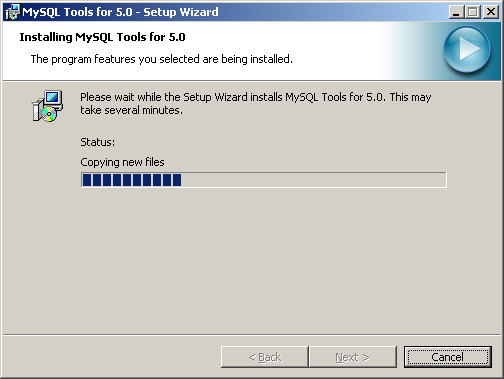 MySQL Tools for 5.0 - Setup Wizard
Installing MySQL Tools for 5.0
The program features you selected are being installed.
Please wait while the Setup Wizard installs MySQL Tools for 5.0. This may
take several minutes.
Status:
Copying new files
< Back
Next >
Cancel